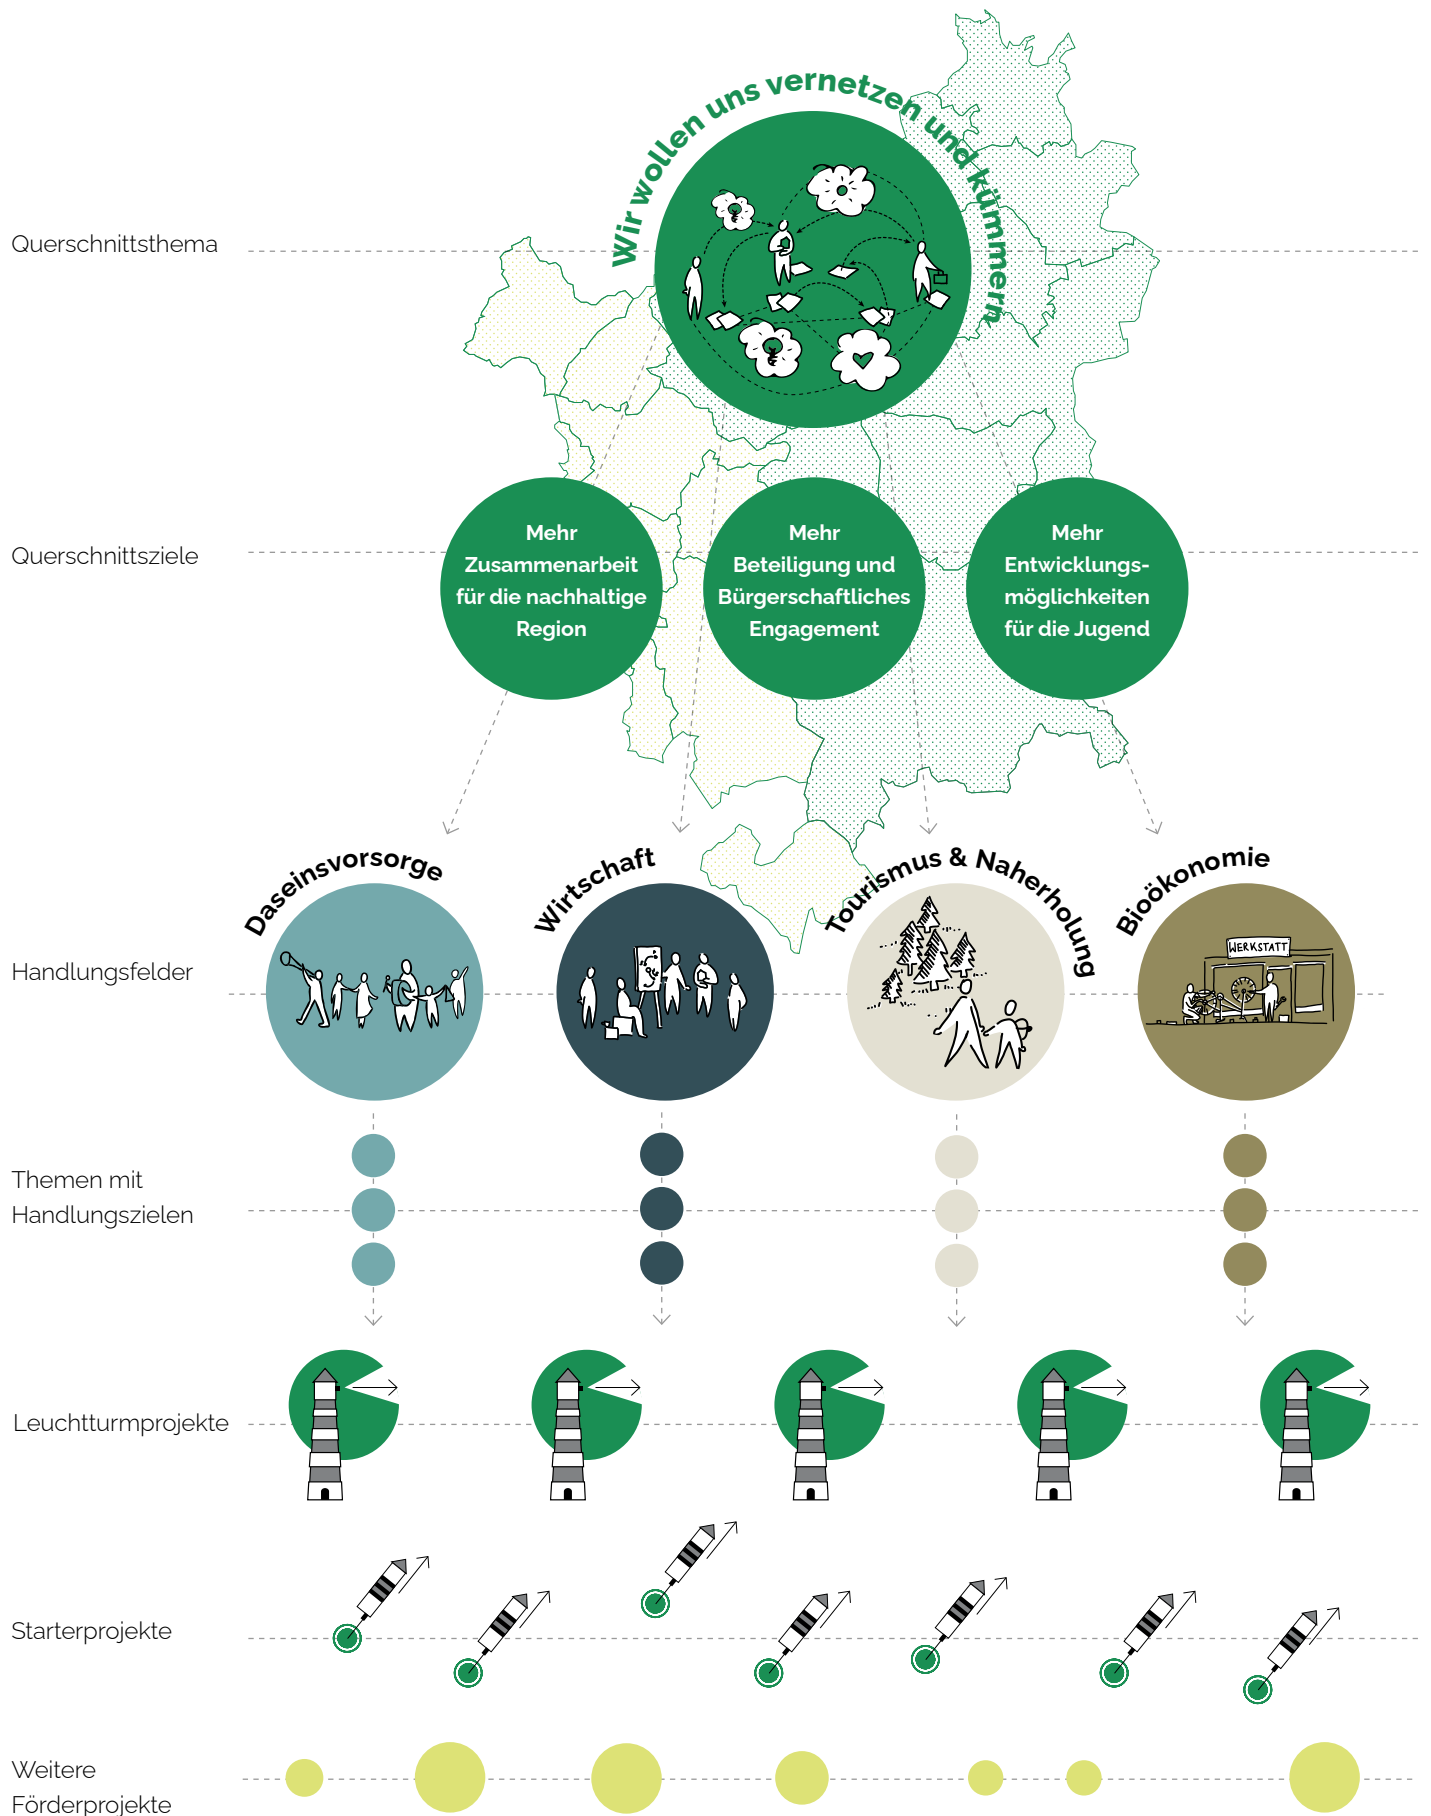 Wir wollen uns vernetzen und kümmern
Querschnittsthema
Querschnittsziele
Mehr
Zusammenarbeit
für die nachhaltige
Region
Mehr
Beteiligung und
Bürgerschaftliches
Engagement
Mehr
Entwicklungs-
möglichkeiten
für die Jugend
Daseinsvorsorge
Wirtschaft
Tourismus & Naherholung
Bioökonomie
WERKSTATT
Handlungsfelder
Themen mit
Handlungszielen
Leuchtturmprojekte
Starterprojekte
Weitere
Förderprojekte